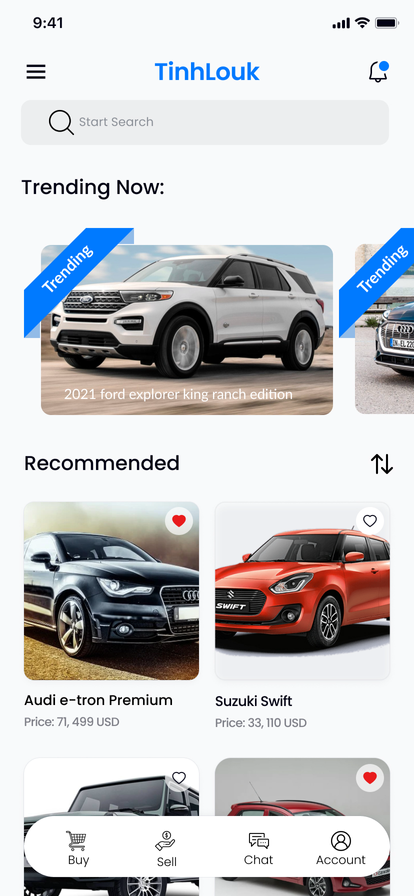 9:41
TinhLouk
Start Search
Trending Now:
Trending
Trending
2021 ford explorer king ranch edition
Recommended
SWIFT
Audi e-tron Premium
Suzuki Swift
Price: 71, 499 USD
Price: 33, 110 USD
Buy
Sell
Chat
Account